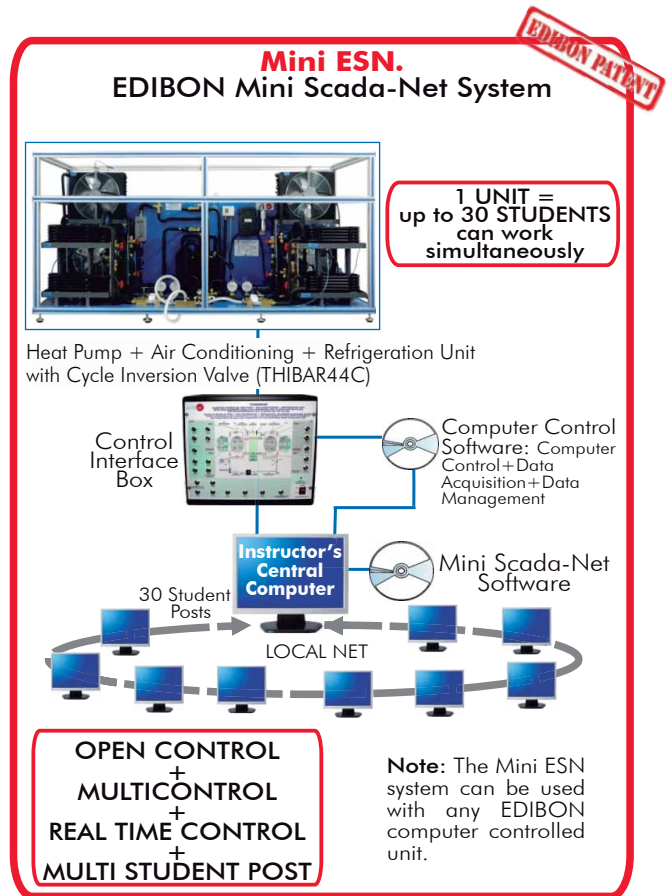 EDIBON PATENT
Mini ESN.
EDIBON Mini Scada-Net System
1 UNIT =
up to 30 STUDENTS
can work
simultaneously
Heat Pump + Air Conditioning + Refrigeration Unit
with Cycle Inversion Valve (THIBAR44C)
Control
Interface
Box
Computer Control
Software: Computer
Control+Data
Acquisition+Data
Management
Instructor's
Central
Computer
Mini Scada-Net
Software
30 Student
Posts
LOCAL NET
OPEN CONTROL
+
MULTICONTROL
+
REAL TIME CONTROL
+
MULTI STUDENT POST
Note: The Mini ESN
system can be used
with any EDIBON
computer controlled
unit.